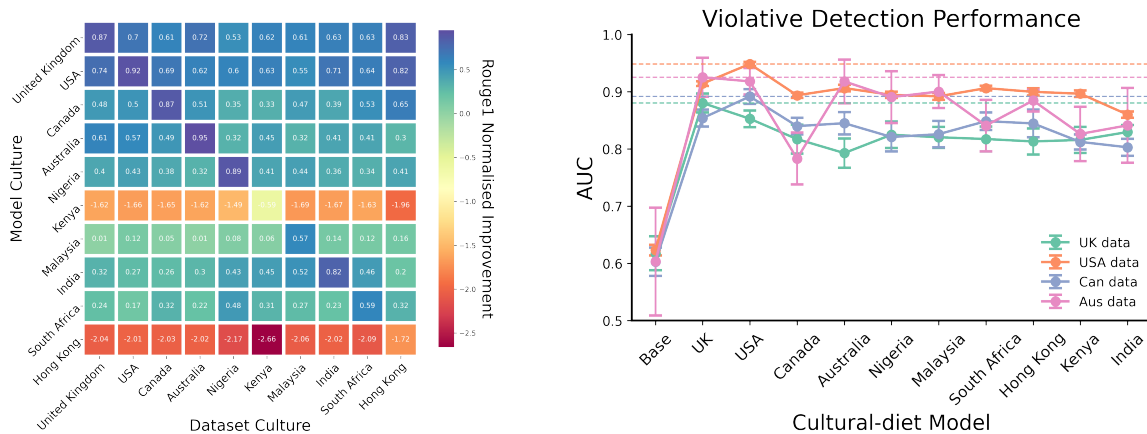 United Kingdom
USA
Canada
Australia
Nigeria
Kenya
Malaysia
India
South Africa
Hong Kong
Model Culture
0.87 0.7 0.61 0.72 0.53 0.62 0.61 0.63 0.63 0.83
0.74 0.92 0.69 0.62 0.6 0.63 0.55 0.71 0.64 0.82
0.48 0.5 0.87 0.51 0.35 0.33 0.47 0.39 0.53 0.65
0.61 0.57 0.49 0.95 0.32 0.45 0.32 0.41 0.41 0.3
0.4 0.43 0.38 0.32 0.89 0.41 0.44 0.36 0.34 0.41
-1.62 -1.66 -1.65 -1.62 -1.49 -1.69 -1.67 -1.63 -1.96
0.01 0.12 0.05 0.01 0.08 0.06 0.57 0.14 0.12 0.16
0.32 0.27 0.26 0.3 0.43 0.45 0.52 0.82 0.46 0.2
0.24 0.17 0.32 0.22 0.48 0.31 0.27 0.23 0.59 0.32
-2.04 -2.01 -2.03 -2.02 -2.17 -2.66 -2.06 -2.02 -2.09 -1.72
United Kingdom
USA
Canada
Australia
Nigeria
Kenya
Malaysia
India
South Africa
Hong Kong
Dataset Culture
0.5
0.0
−0.5
−1.0
−1.5
−2.0
−2.5
Rouge1 Normalised Improvement
Violative Detection Performance
1.0
0.9
0.8
0.7
0.6
0.5
AUC
UK data
USA data
Can data
Aus data
Base
UK
USA
Canada
Australia
Nigeria
Malaysia
South Africa
Hong Kong
Kenya
India
Cultural-diet Model